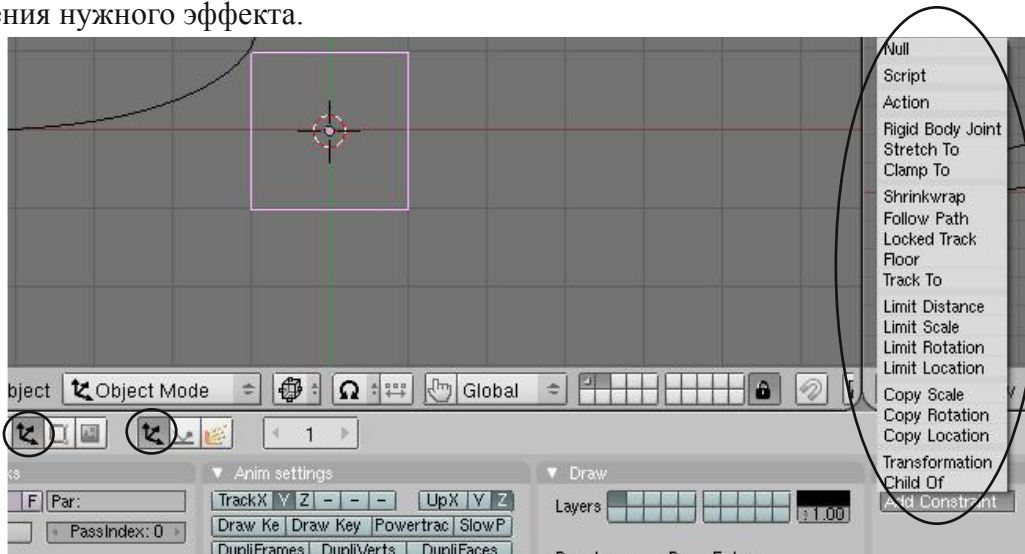 ения нужного эффекта.
Null
Script
Action
Rigid Body Joint
Stretch To
Clamp To
Shrinkwrap
Follow Path
Locked Track
Floor
Track To
Limit Distance
Limit Scale
Limit Rotation
Limit Location
Copy Scale
Copy Rotation
Copy Location
Transformation
Child Of
Add Constraint
bject Object Mode Global
1
ks Anim settings Draw
F Par: TrackX Y Z - - - UpX Y Z Layers 1.00
PassIndex: 0 Draw Ke Draw Key Powertrac SlowP
DupliFrames DupliVerts DupliFaces